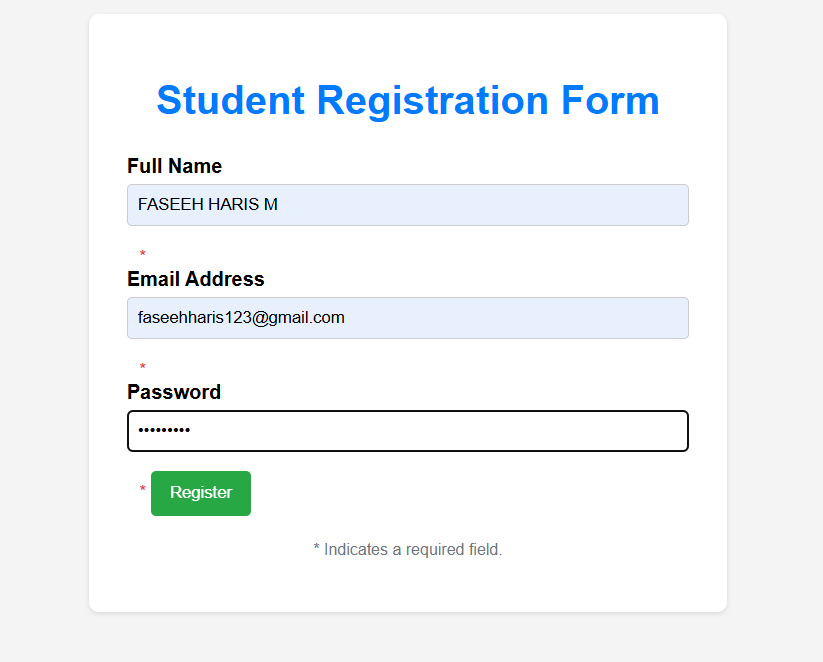 Student Registration Form
Full Name
FASEEH HARIS M
*
Email Address
faseehharis123@gmail.com
*
Password
•••••••••
* Register
* Indicates a required field.